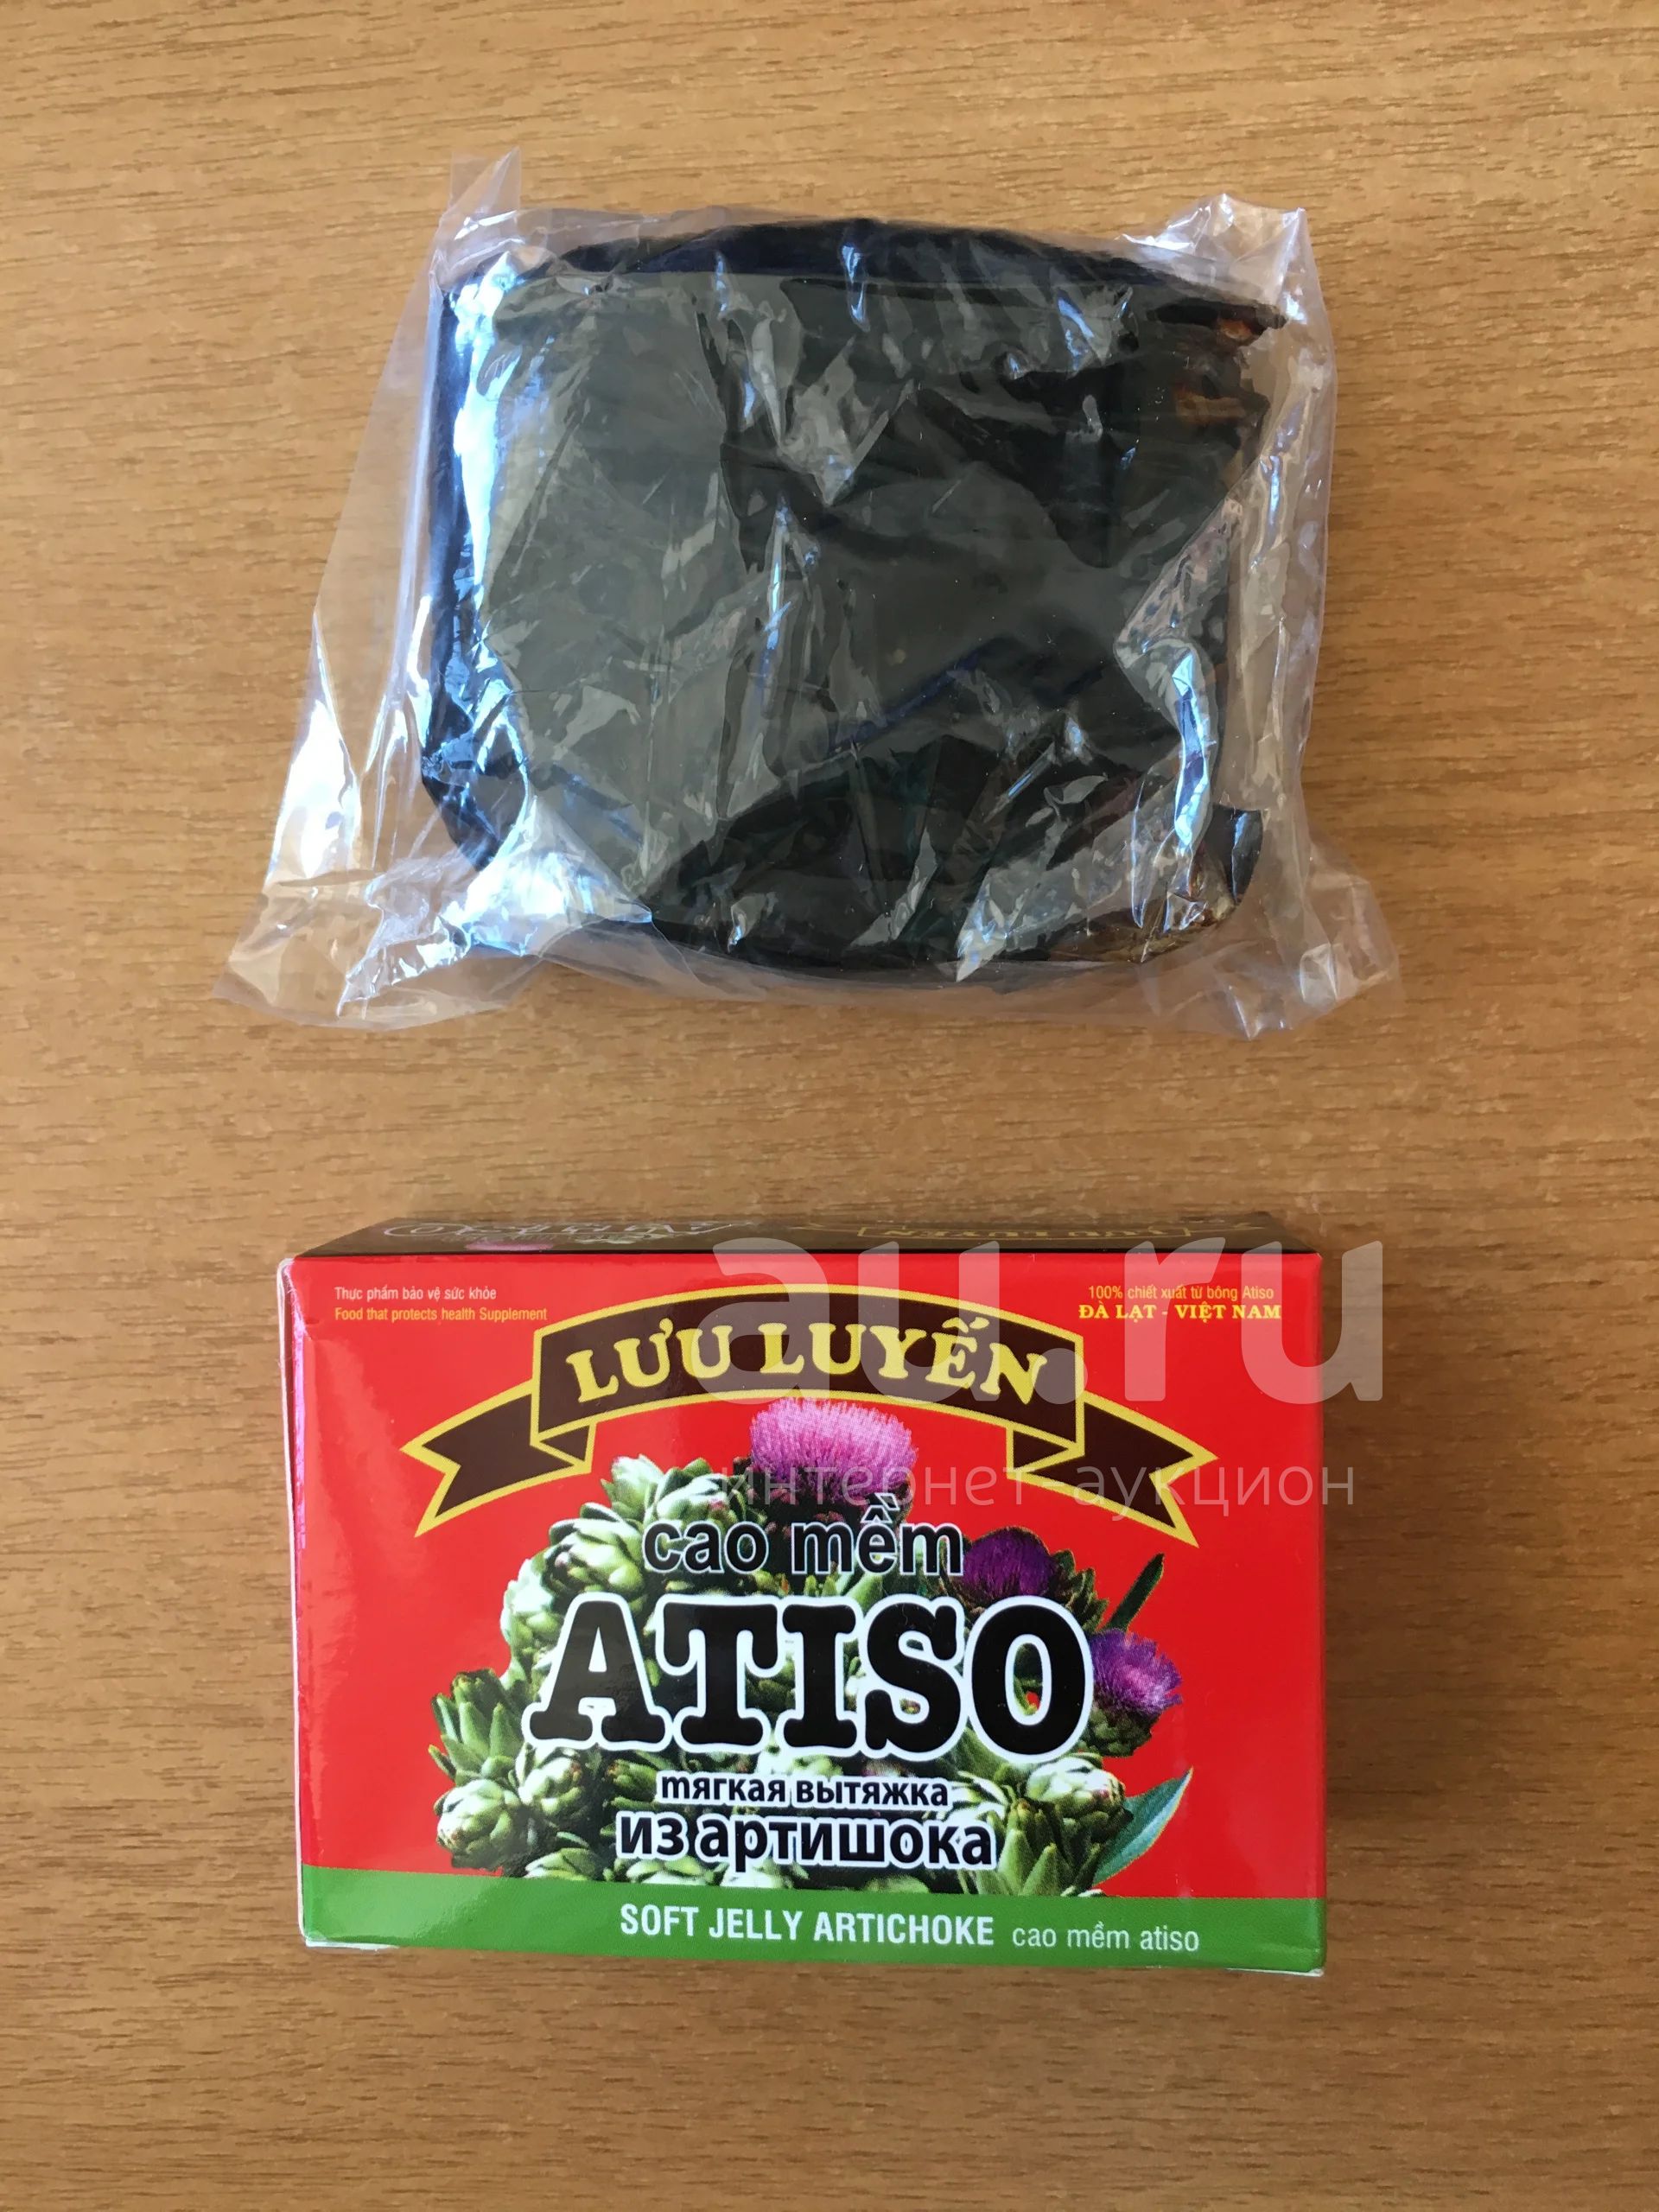 Thực phẩm bảo vệ sức khỏe
Food that protects health Supplement
100% chiết xuất từ bông Atiso
ĐÀ LẠT - VIỆT NAM
LƯU LUYẾN
au.ru
интернет-аукцион
cao mềm
ATISO
мягкая вытяжка
из артишока
SOFT JELLY ARTICHOKE cao mềm atiso